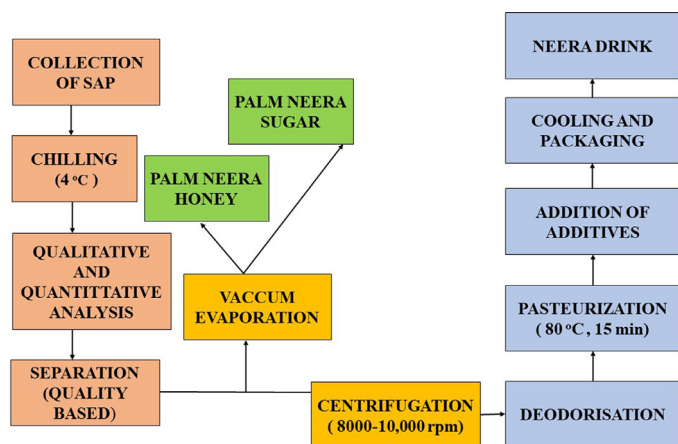 COLLECTION
OF SAP
CHILLING
(4 °C )
QUALITATIVE
AND
QUANTITTATIVE
ANALYSIS
SEPARATION
(QUALITY
BASED)
PALM NEERA
SUGAR
PALM NEERA
HONEY
VACCUM
EVAPORATION
CENTRIFUGATION
( 8000-10,000 rpm)
DEODORISATION
PASTEURIZATION
( 80 °C , 15 min)
ADDITION OF
ADDITIVES
COOLING AND
PACKAGING
NEERA DRINK